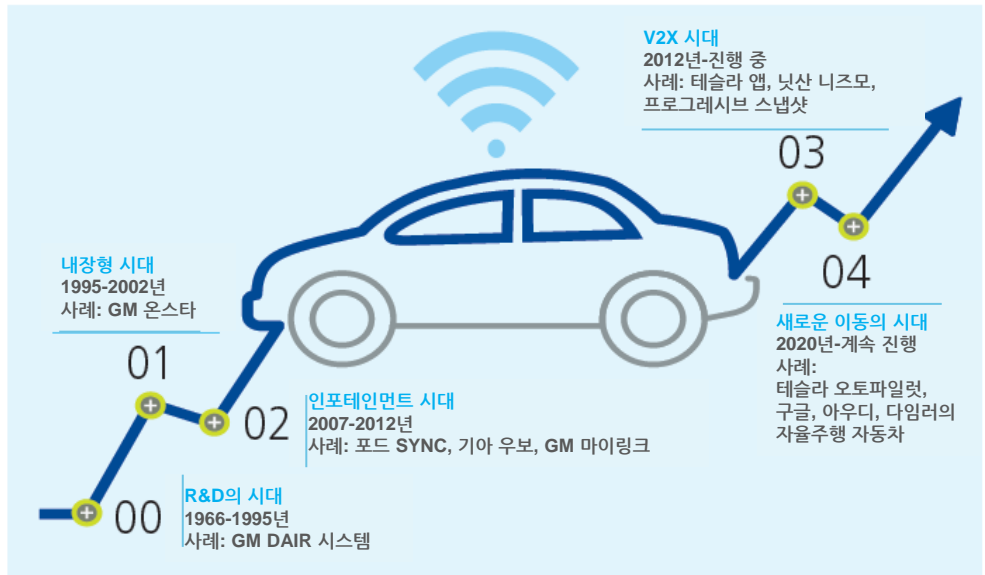 00
R&D의 시대
1966-1995년
사례: GM DAIR 시스템
01
내장형 시대
1995-2002년
사례: GM 온스타
02
인포테인먼트 시대
2007-2012년
사례: 포드 SYNC, 기아 우보, GM 마이링크
03
V2X 시대
2012년-진행 중
사례: 테슬라 앱, 닛산 니즈모,
프로그레시브 스냅샷
04
새로운 이동의 시대
2020년-계속 진행
사례:
테슬라 오토파일럿,
구글, 아우디, 다임러의
자율주행 자동차